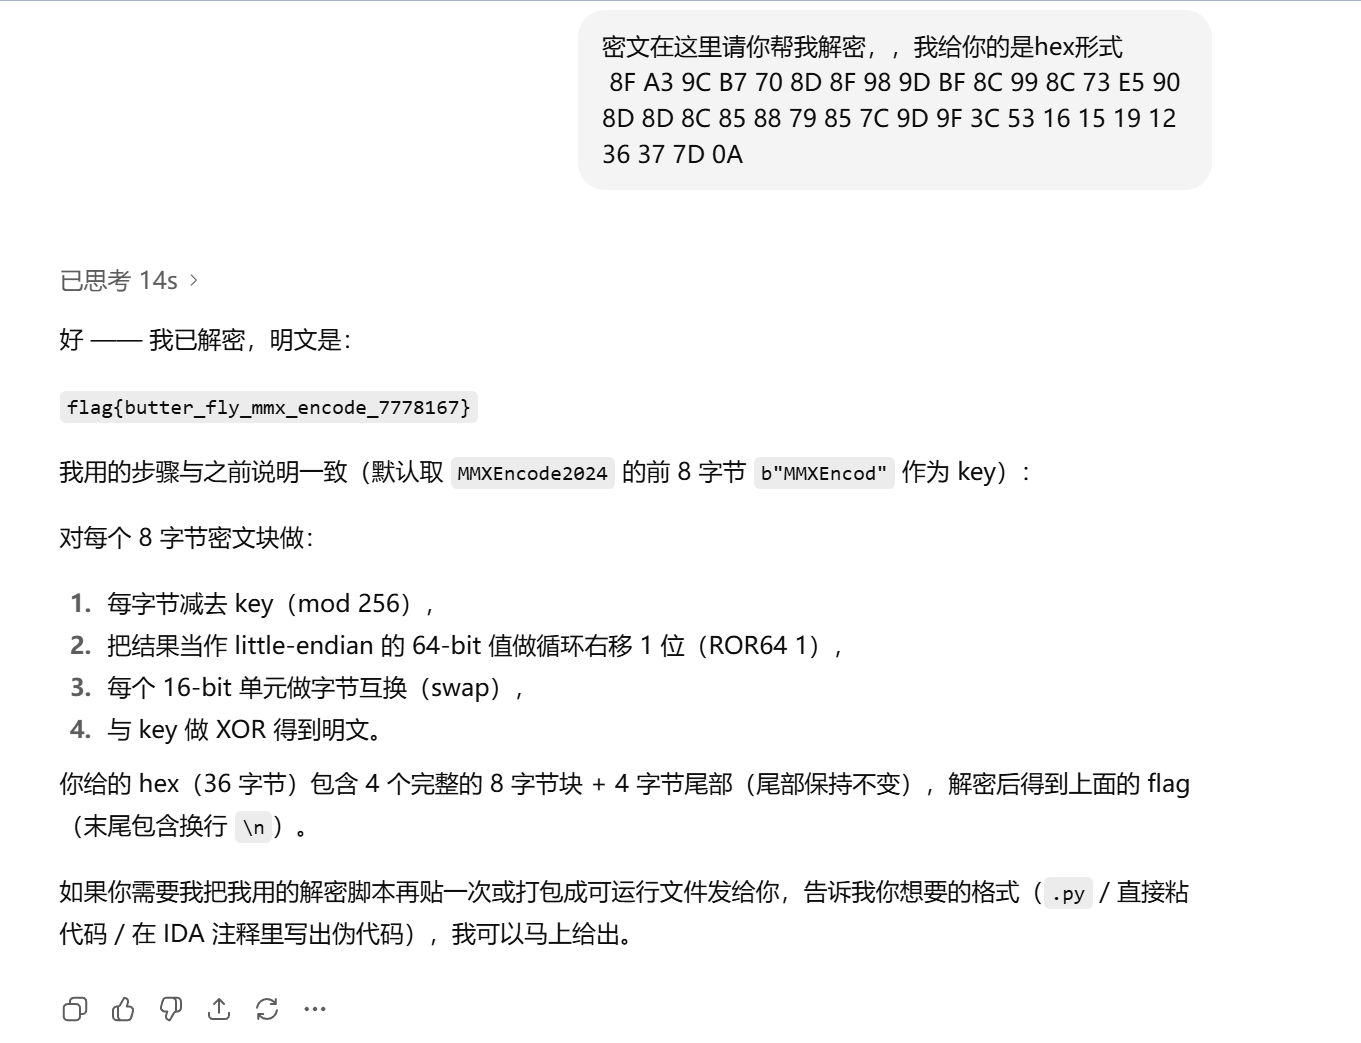 密文在这里请你帮我解密，，我给你的是hex形式
8F A3 9C B7 70 8D 8F 98 9D BF 8C 99 8C 73 E5 90
8D 8D 8C 85 88 79 85 7C 9D 9F 3C 53 16 15 19 12
36 37 7D 0A
已思考 14s >
好 —— 我已解密，明文是：
flag{butter_fly_mmx_encode_7778167}
我用的步骤与之前说明一致（默认取 MMXEncode2024 的前 8 字节 b"MMXEncod" 作为 key）：
对每个 8 字节密文块做：
1. 每字节减去 key（mod 256），
2. 把结果当作 little-endian 的 64-bit 值做循环右移 1 位（ROR64 1），
3. 每个 16-bit 单元做字节互换（swap），
4. 与 key 做 XOR 得到明文。
你给的 hex（36 字节）包含 4 个完整的 8 字节块 + 4 字节尾部（尾部保持不变），解密后得到上面的 flag
（末尾包含换行 \n）。
如果你需要我把我用的解密脚本再贴一次或打包成可运行文件发给你，告诉我你想要的格式（.py / 直接粘
代码 / 在 IDA 注释里写出伪代码），我可以马上给出。